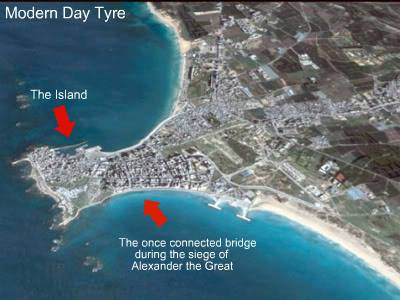 Modern Day Tyre
The Island
The once connected bridge
during the siege of
Alexander the Great